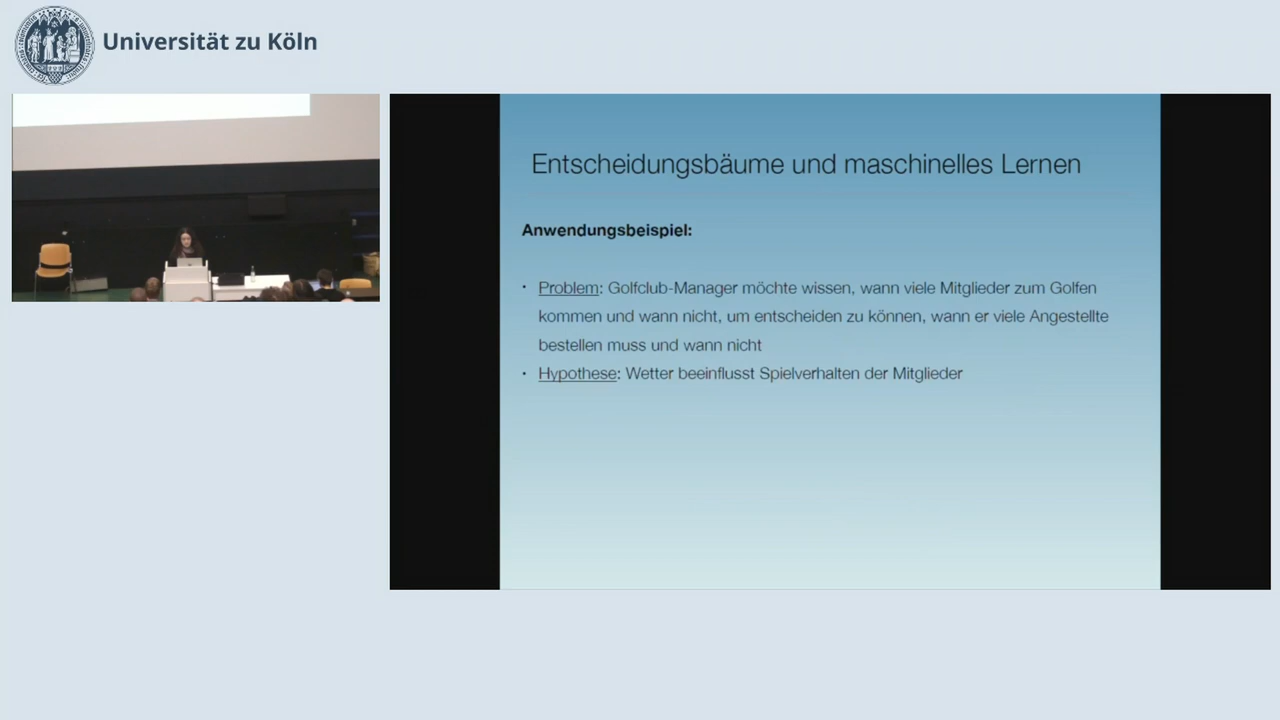 Universität zu Köln
Entscheidungsbäume und maschinelles Lernen
Anwendungsbeispiel:
· Problem: Golfclub-Manager möchte wissen, wann viele Mitglieder zum Golfen
kommen und wann nicht, um entscheiden zu können, wann er viele Angestellte
bestellen muss und wann nicht
· Hypothese: Wetter beeinflusst Spielverhalten der Mitglieder